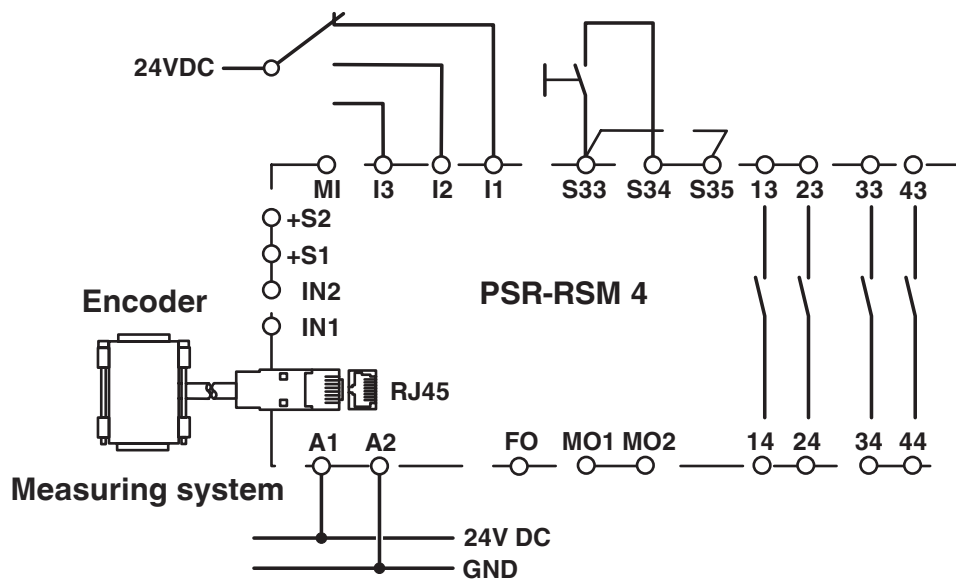 24VDC
MI I3 I2 I1 S33 S34 S35 13 23 33 43
+S2
+S1
IN2
IN1
PSR-RSM 4
Encoder
RJ45
A1 A2 FO MO1 MO2 14 24 34 44
Measuring system
24V DC
GND